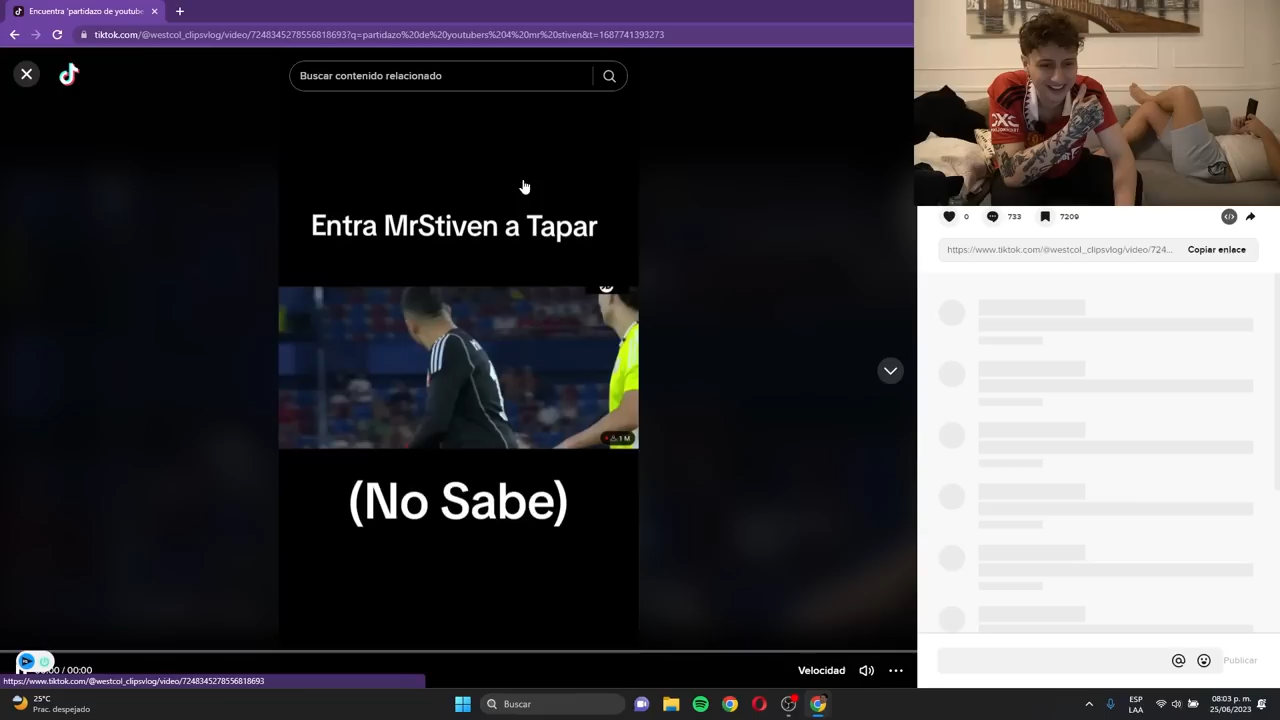 Encuentra 'partidazo de youtube
tiktok.com/@westcol_clipsvlog/video/7248345278556818693?q=partidazo%20de%20youtubers%204%20mr%20stiven&t=1687741393273
Buscar contenido relacionado
Entra MrStiven a Tapar
1 M
(No Sabe)
0
733
7209
https://www.tiktok.com/@westcol_clipsvlog/video/724...
Copiar enlace
Publicar
00:00 / 00:00
Velocidad
https://www.tiktok.com/@westcol_clipsvlog/video/7248345278556818693
25°C
Prac. despejado
Buscar
ESP
LAA
08:03 p. m.
25/06/2023